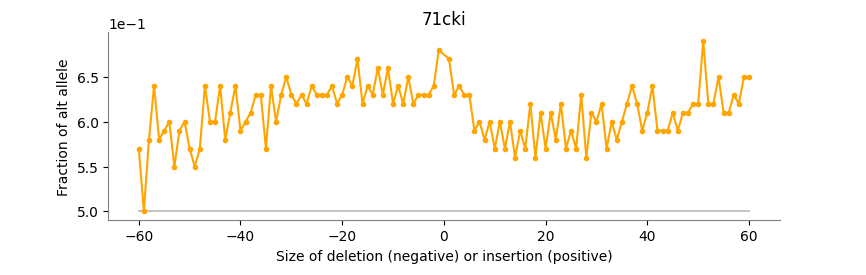 71cki
1e−1
Fraction of alt allele
6.5
6.0
5.5
5.0
−60 −40 −20 0 20 40 60
Size of deletion (negative) or insertion (positive)